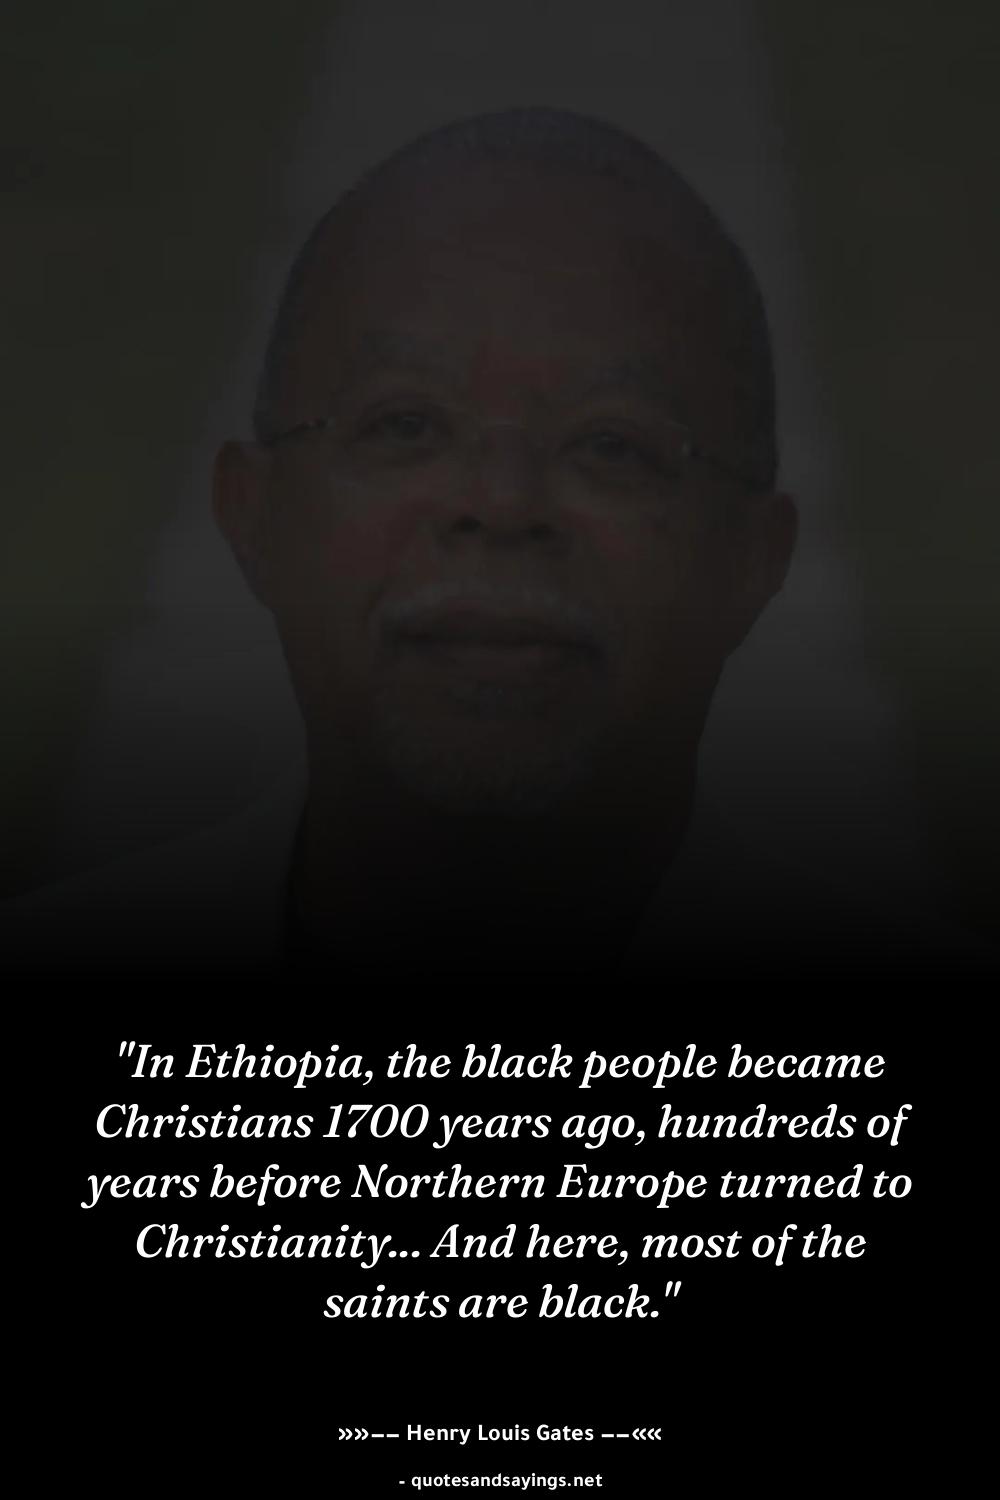 "In Ethiopia, the black people became
Christians 1700 years ago, hundreds of
years before Northern Europe turned to
Christianity... And here, most of the
saints are black."
»»−− Henry Louis Gates −−««
- quotesandsayings.net